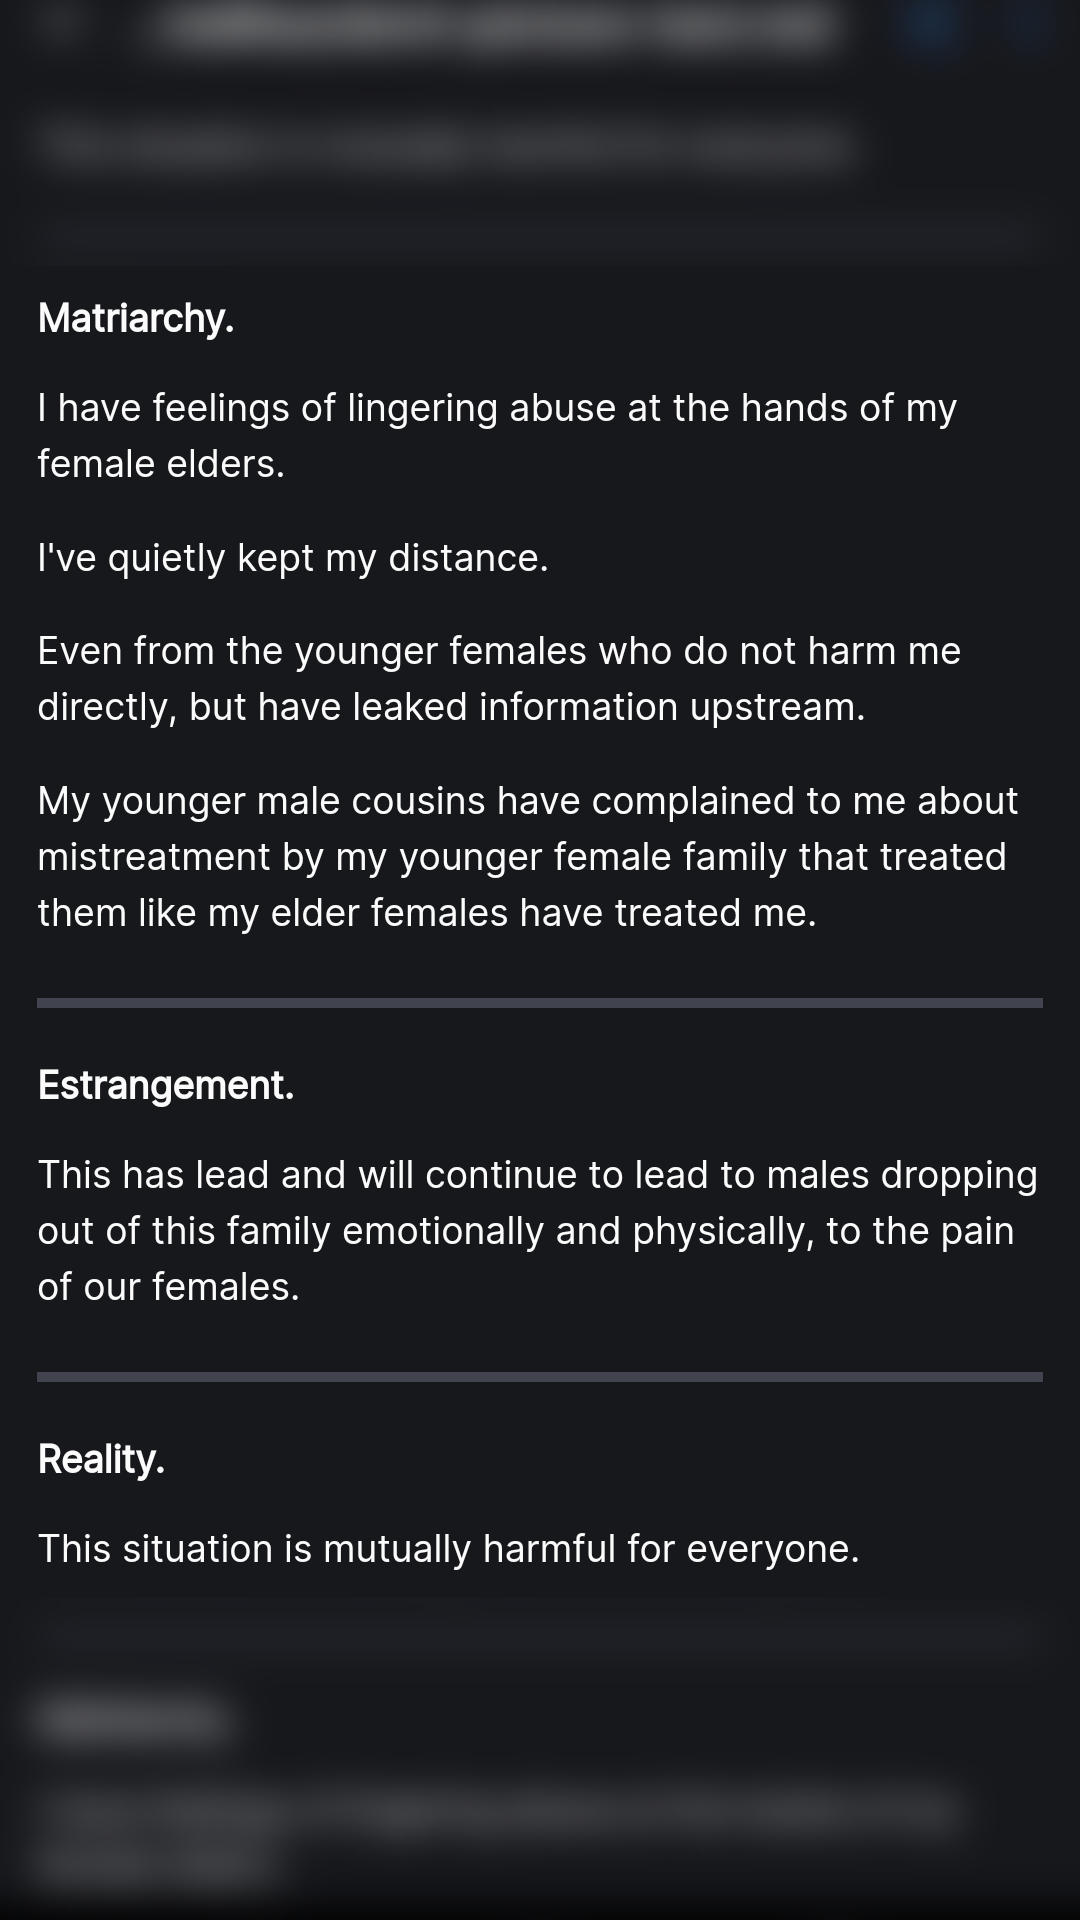 Matriarchy.
I have feelings of lingering abuse at the hands of my
female elders.
I've quietly kept my distance.
Even from the younger females who do not harm me
directly, but have leaked information upstream.
My younger male cousins have complained to me about
mistreatment by my younger female family that treated
them like my elder females have treated me.
Estrangement.
This has lead and will continue to lead to males dropping
out of this family emotionally and physically, to the pain
of our females.
Reality.
This situation is mutually harmful for everyone.